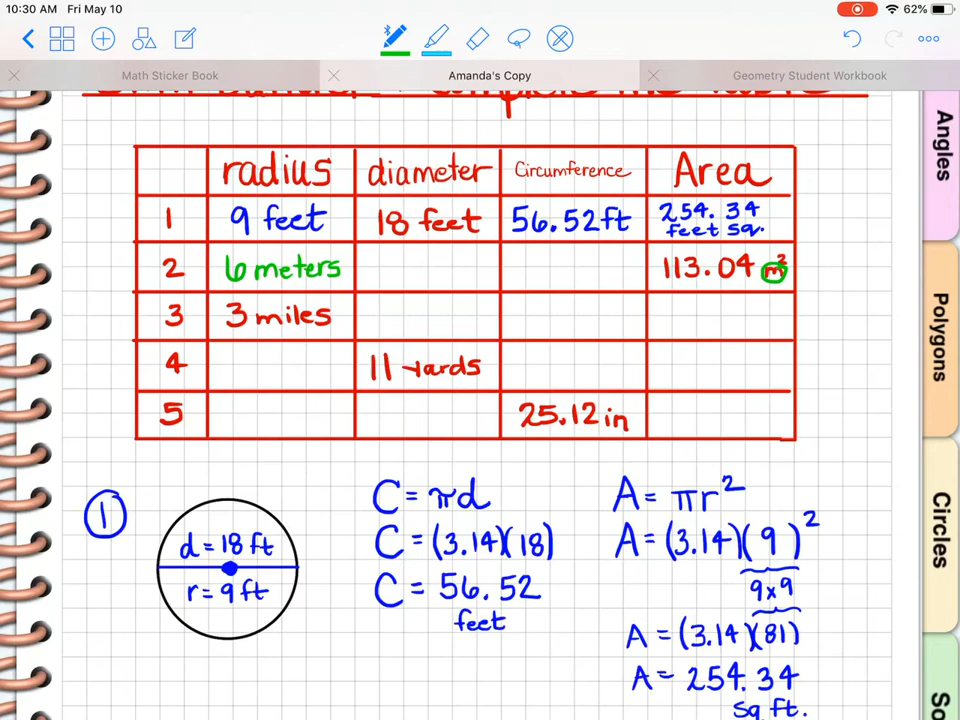 10:30 AM Fri May 10
62%
Math Sticker Book
Amanda's Copy
Geometry Student Workbook
radius diameter Circumference Area
1 9 feet 18 feet 56.52 ft 254.34
feet sq.
2 6 meters 113.04 m²
3 3 miles
4 11 yards
5 25.12 in
1
d = 18 ft
r = 9 ft
C = πd
C = (3.14)(18)
C = 56.52
feet
A = πr²
A = (3.14)(9)²
9x9
A = (3.14)(81)
A = 254.34
sq. ft.
Angles
Polygons
Circles